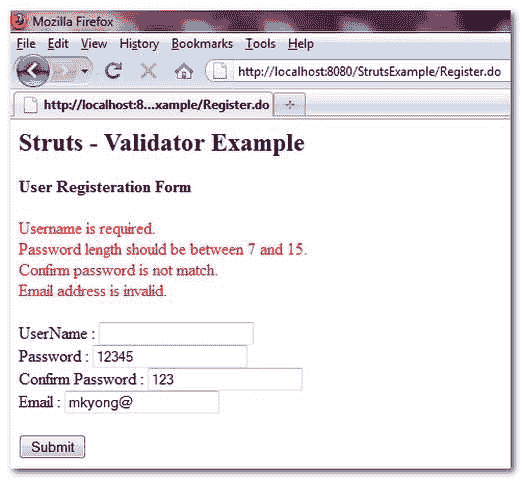 Mozilla Firefox
File Edit View History Bookmarks Tools Help
http://localhost:8080/StrutsExample/Register.do
http://localhost:8...xample/Register.do
Struts - Validator Example
User Registeration Form
Username is required.
Password length should be between 7 and 15.
Confirm password is not match.
Email address is invalid.
UserName :
Password : 12345
Confirm Password : 123
Email : mkyong@
Submit